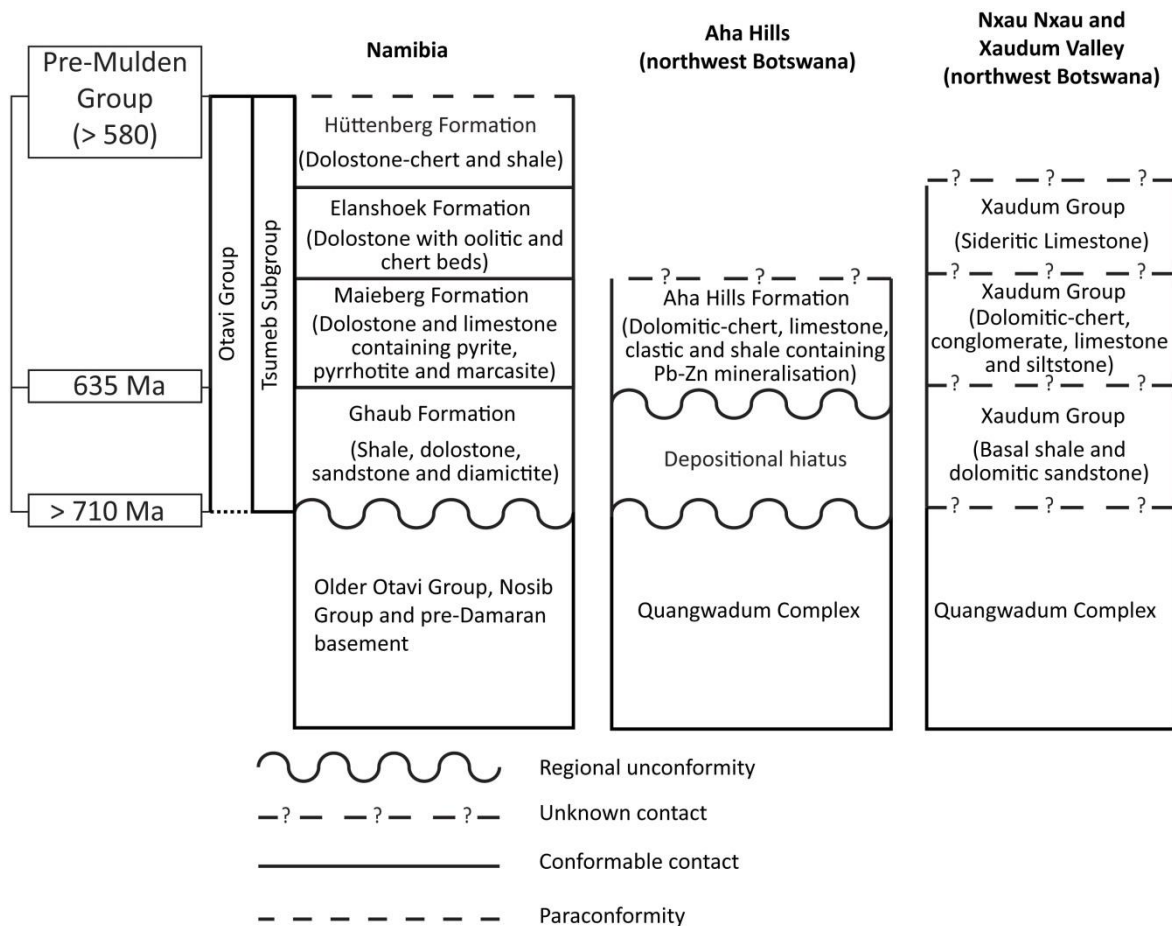 Pre-Mulden
Group
(> 580)
635 Ma
> 710 Ma
Otavi Group
Tsumeb Subgroup
Namibia
Hüttenberg Formation
(Dolostone-chert and shale)
Elanshoek Formation
(Dolostone with oolitic and
chert beds)
Maieberg Formation
(Dolostone and limestone
containing pyrite,
pyrrhotite and marcasite)
Ghaub Formation
(Shale, dolostone,
sandstone and diamictite)
Older Otavi Group, Nosib
Group and pre-Damaran
basement
Aha Hills
(northwest Botswana)
? ? ?
Aha Hills Formation
(Dolomitic-chert, limestone,
clastic and shale containing
Pb-Zn mineralisation)
Depositional hiatus
Quangwadum Complex
Nxau Nxau and
Xaudum Valley
(northwest Botswana)
? ? ?
Xaudum Group
(Sideritic Limestone)
? ? ?
Xaudum Group
(Dolomitic-chert,
conglomerate, limestone
and siltstone)
? ? ?
Xaudum Group
(Basal shale and
dolomitic sandstone)
? ? ?
Quangwadum Complex
Regional unconformity
? ? ?
Unknown contact
Conformable contact
Paraconformity